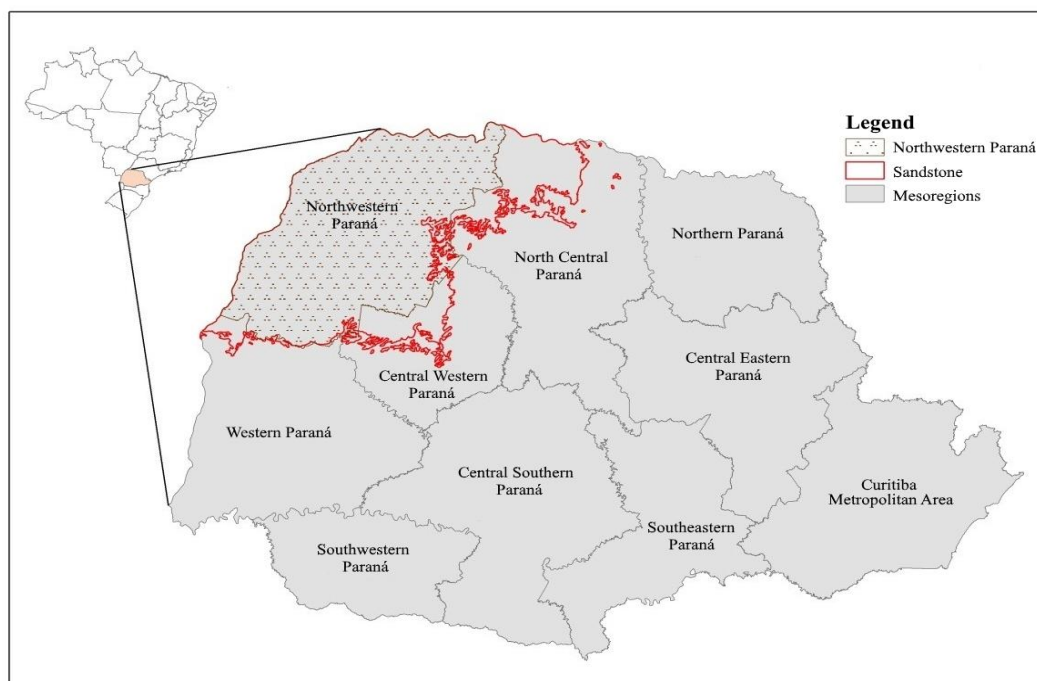 Legend
Northwestern Paraná
Sandstone
Mesoregions
Northwestern
Paraná
North Central
Paraná
Northern Paraná
Central Western
Paraná
Central Eastern
Paraná
Western Paraná
Central Southern
Paraná
Curitiba
Metropolitan Area
Southwestern
Paraná
Southeastern
Paraná